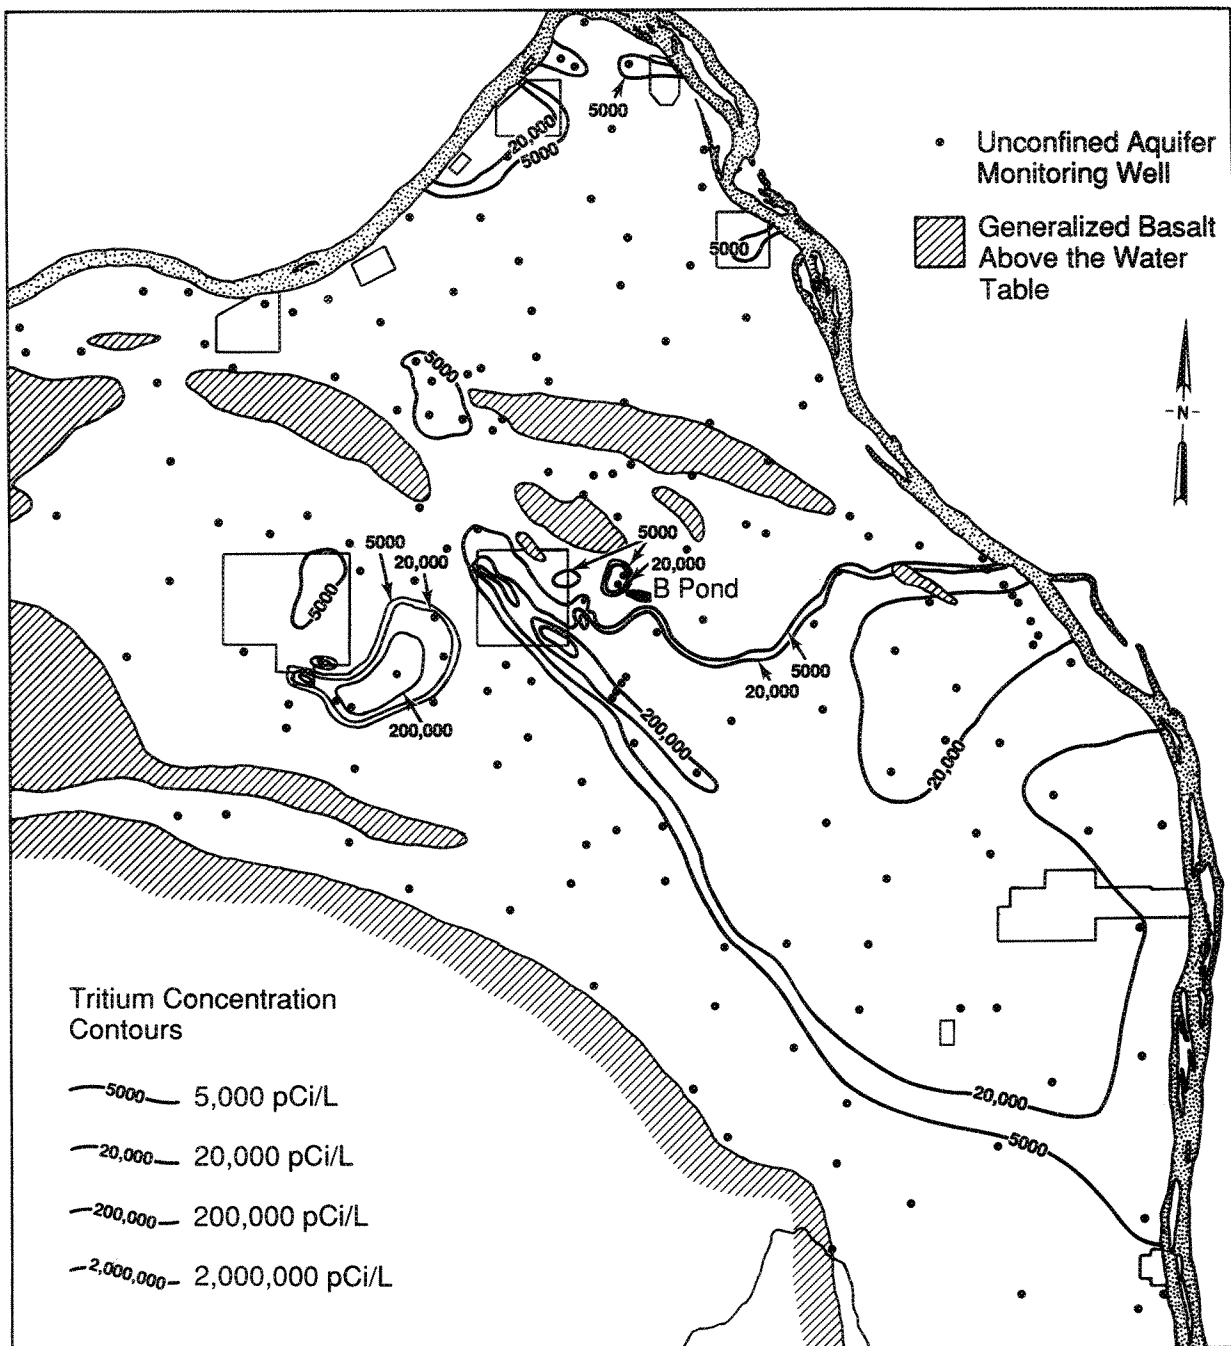 5000
20,000
5000
Unconfined Aquifer
Monitoring Well
Generalized Basalt
Above the Water
Table
5000
N
5000
5000
5000
20,000
20,000
B Pond
5000
5000
20,000
200,000
200,000
5000
20,000
20,000
Tritium Concentration
Contours
5000 5,000 pCi/L
20,000 20,000 pCi/L
200,000 200,000 pCi/L
2,000,000 2,000,000 pCi/L
20,000
5000